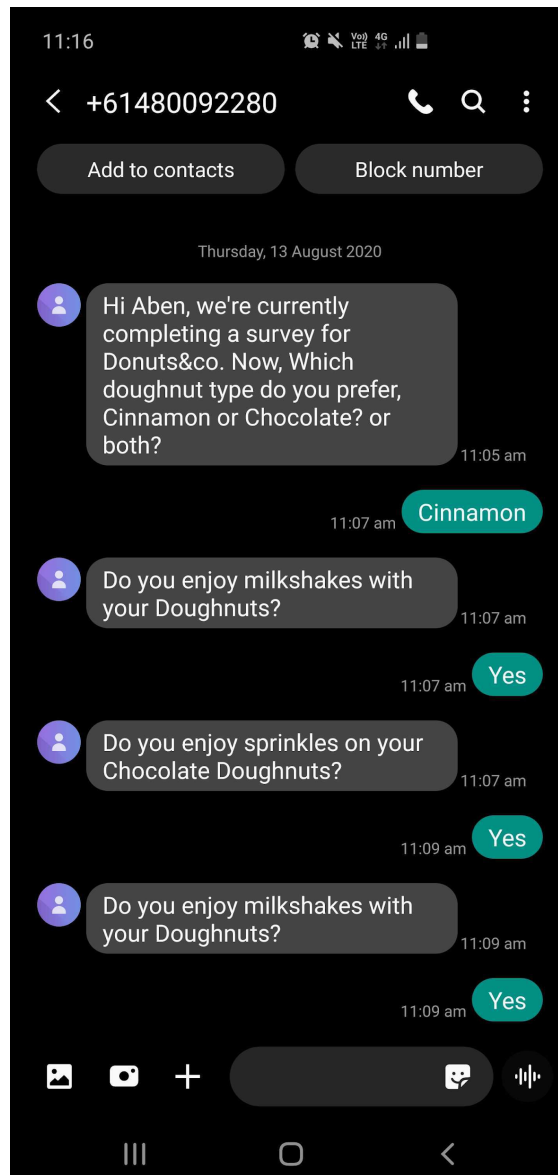 11:16
Vo)) LTE 4G
+61480092280
Add to contacts
Block number
Thursday, 13 August 2020
Hi Aben, we're currently
completing a survey for
Donuts&co. Now, Which
doughnut type do you prefer,
Cinnamon or Chocolate? or
both?
11:05 am
Cinnamon
11:07 am
Do you enjoy milkshakes with
your Doughnuts?
11:07 am
Yes
11:07 am
Do you enjoy sprinkles on your
Chocolate Doughnuts?
11:07 am
Yes
11:09 am
Do you enjoy milkshakes with
your Doughnuts?
11:09 am
Yes
11:09 am